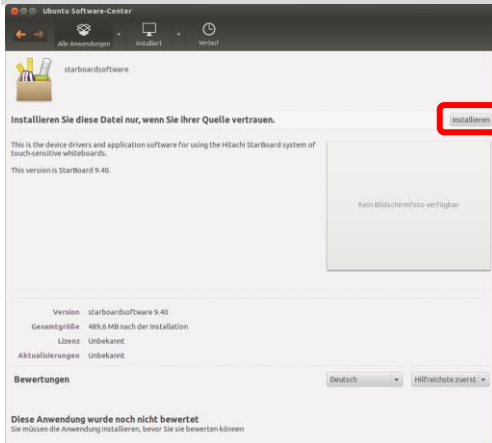 Ubuntu Software-Center
Alle Anwendungen
Installiert
Verlauf
starboardsoftware
Installieren Sie diese Datei nur, wenn Sie ihrer Quelle vertrauen.
Installieren
This is the device drivers and application software for using the Hitachi StarBoard system of
touch-sensitive whiteboards.
This version is StarBoard 9.40.
Kein Bildschirmfoto verfügbar
Version starboardsoftware 9.40
Gesamtgröße 489,6 MB nach der Installation
Lizenz Unbekannt
Aktualisierungen Unbekannt
Bewertungen
Deutsch
Hilfreichste zuerst
Diese Anwendung wurde noch nicht bewertet
Sie müssen die Anwendung installieren, bevor Sie sie bewerten können